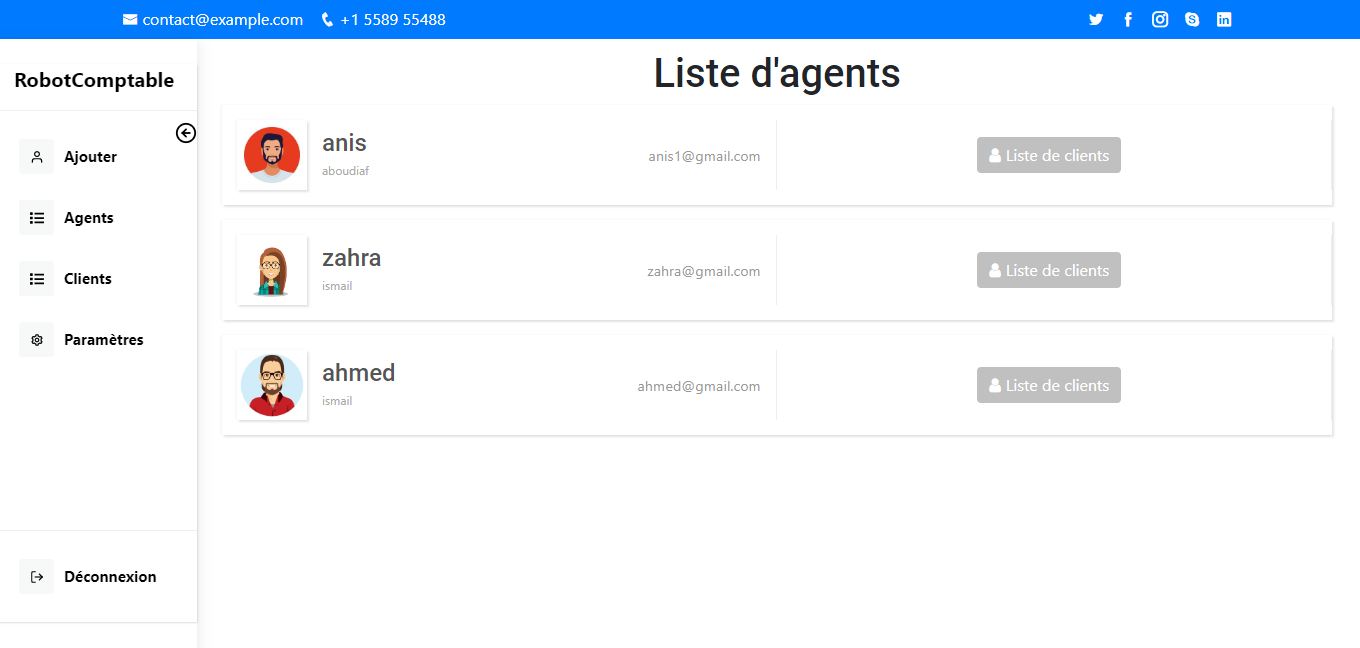 contact@example.com +1 5589 55488
RobotComptable
Ajouter
Agents
Clients
Paramètres
Déconnexion
Liste d'agents
anis
aboudiaf
anis1@gmail.com
Liste de clients
zahra
ismail
zahra@gmail.com
Liste de clients
ahmed
ismail
ahmed@gmail.com
Liste de clients